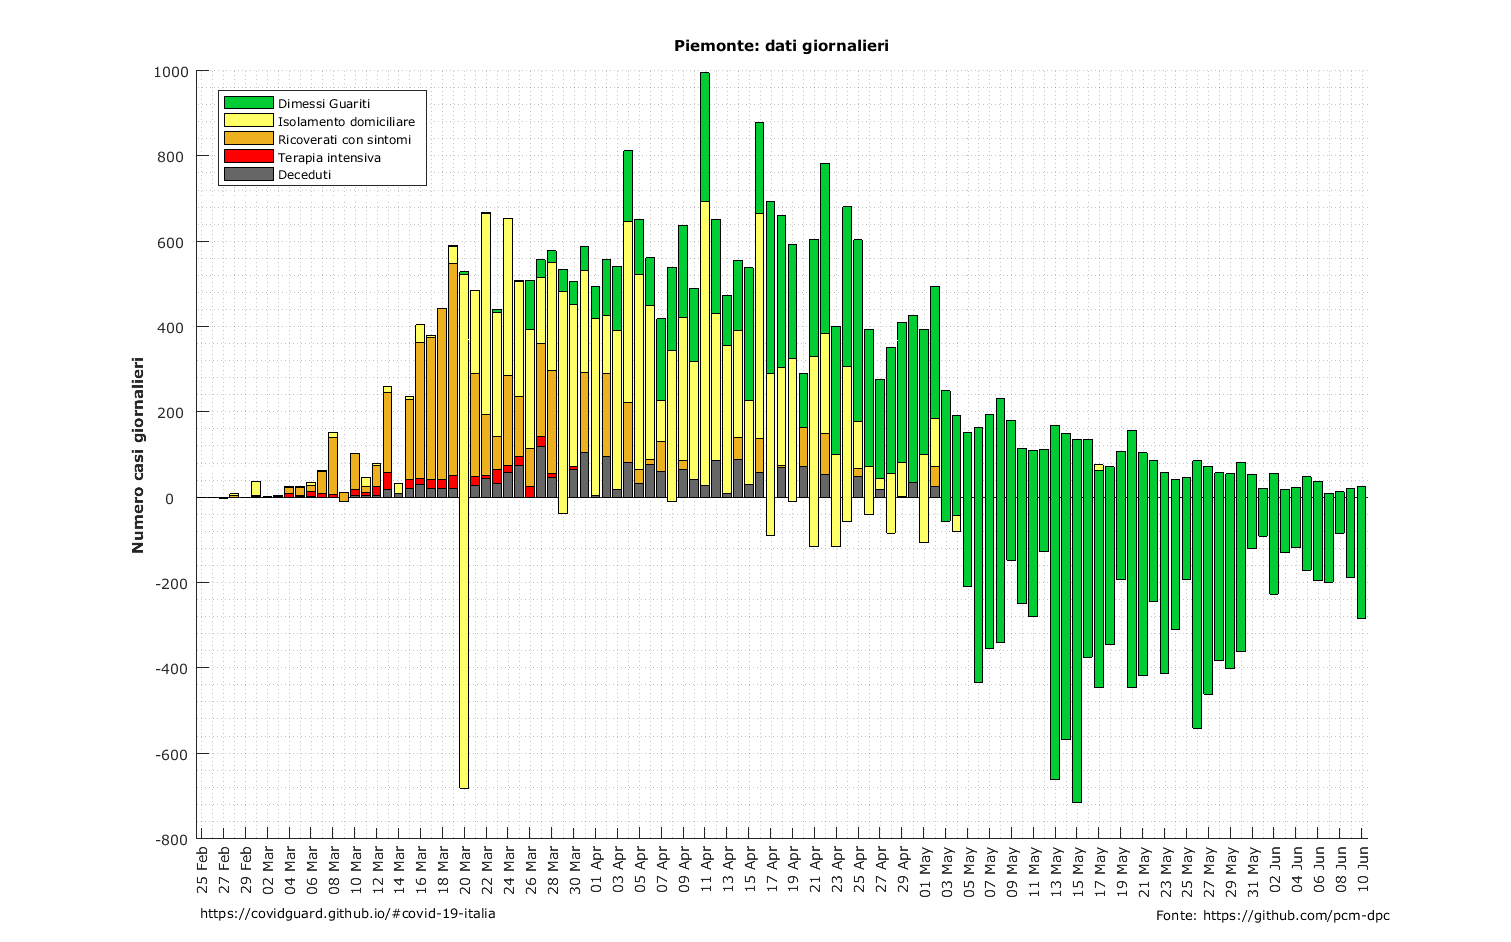 Piemonte: dati giornalieri
1000
800
600
400
200
0
-200
-400
-600
-800
Numero casi giornalieri
Dimessi Guariti
Isolamento domiciliare
Ricoverati con sintomi
Terapia intensiva
Deceduti
25 Feb
27 Feb
29 Feb
02 Mar
04 Mar
06 Mar
08 Mar
10 Mar
12 Mar
14 Mar
16 Mar
18 Mar
20 Mar
22 Mar
24 Mar
26 Mar
28 Mar
30 Mar
01 Apr
03 Apr
05 Apr
07 Apr
09 Apr
11 Apr
13 Apr
15 Apr
17 Apr
19 Apr
21 Apr
23 Apr
25 Apr
27 Apr
29 Apr
01 May
03 May
05 May
07 May
09 May
11 May
13 May
15 May
17 May
19 May
21 May
23 May
25 May
27 May
29 May
31 May
02 Jun
04 Jun
06 Jun
08 Jun
10 Jun
https://covidguard.github.io/#covid-19-italia
Fonte: https://github.com/pcm-dpc